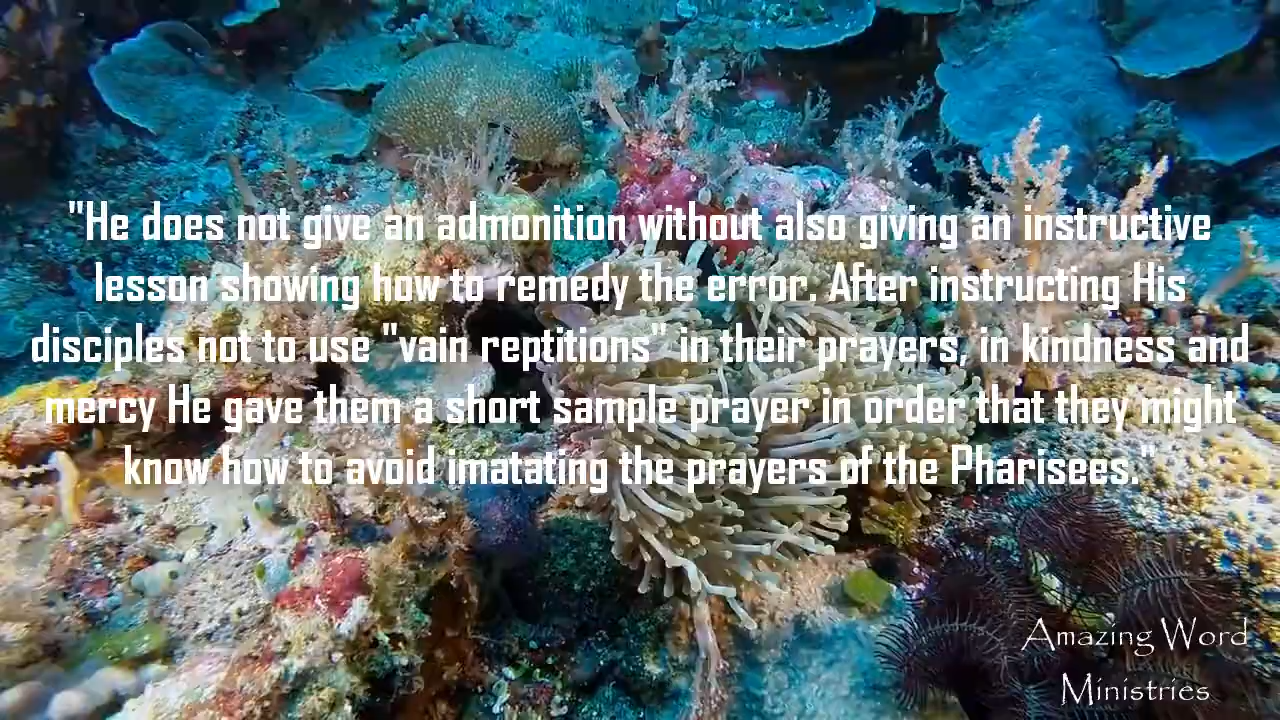 "He does not give an admonition without also giving an instructive
lesson showing how to remedy the error. After instructing His
disciples not to use "vain reptitions" in their prayers, in kindness and
mercy He gave them a short sample prayer in order that they might
know how to avoid imatating the prayers of the Pharisees."
Amazing Word
Ministries